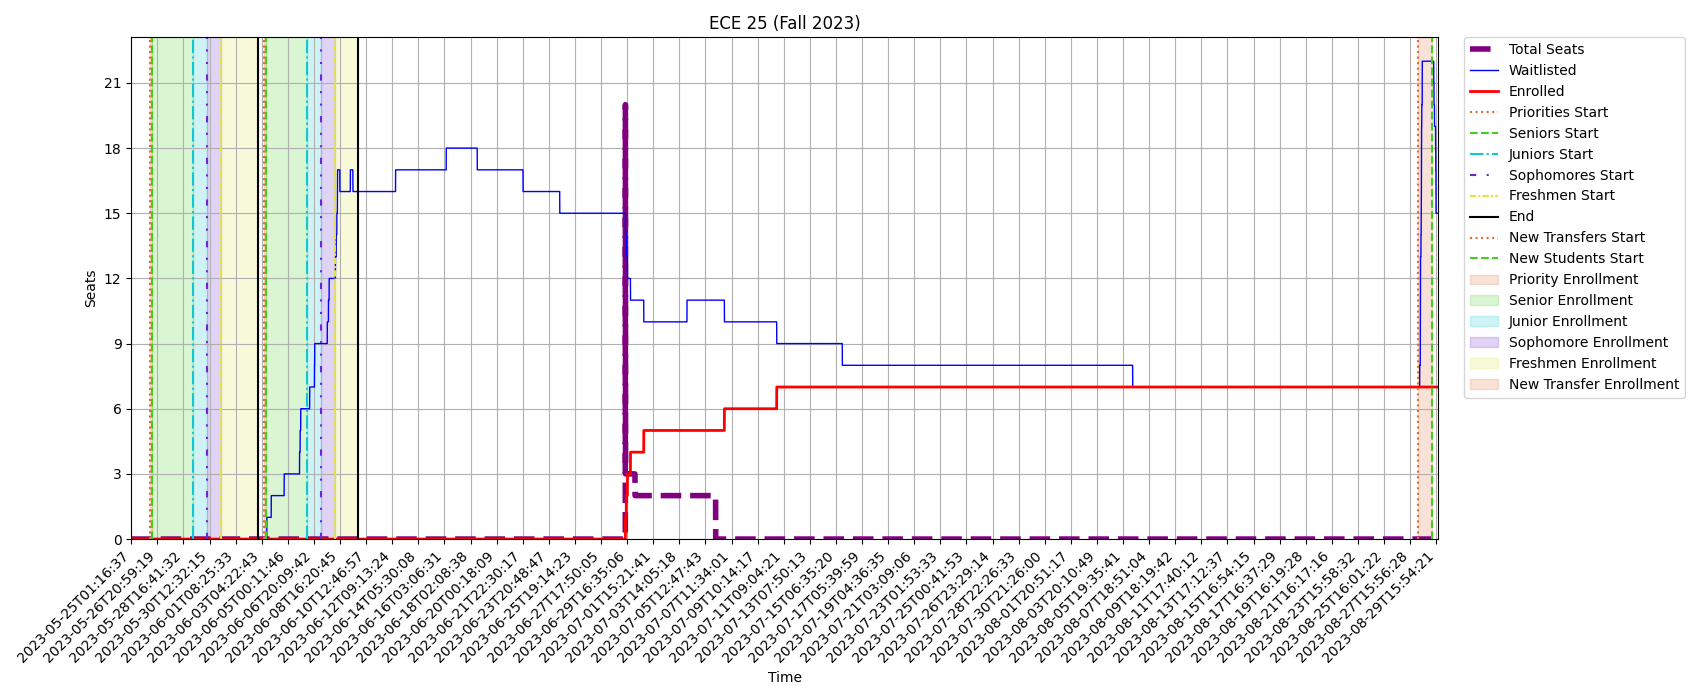 ECE 25 (Fall 2023)
Seats
21
18
15
12
9
6
3
0
2023-05-25T01:16:37
2023-05-26T20:59:19
2023-05-28T16:41:32
2023-05-30T12:32:15
2023-06-01T08:25:33
2023-06-03T04:22:43
2023-06-05T00:11:46
2023-06-06T20:09:42
2023-06-08T16:20:45
2023-06-10T12:46:57
2023-06-12T09:13:24
2023-06-14T05:30:08
2023-06-16T03:06:31
2023-06-18T02:08:38
2023-06-20T00:18:09
2023-06-21T22:30:17
2023-06-23T20:48:47
2023-06-25T19:14:23
2023-06-27T17:50:05
2023-06-29T16:35:06
2023-07-01T15:21:41
2023-07-03T14:05:18
2023-07-05T12:47:43
2023-07-07T11:34:01
2023-07-09T10:14:17
2023-07-11T09:04:21
2023-07-13T07:50:13
2023-07-15T06:35:20
2023-07-17T05:39:59
2023-07-19T04:36:35
2023-07-21T03:09:06
2023-07-23T01:53:33
2023-07-25T00:41:53
2023-07-26T23:29:14
2023-07-28T22:26:33
2023-07-30T21:26:00
2023-08-01T20:51:17
2023-08-03T20:10:49
2023-08-05T19:35:41
2023-08-07T18:51:04
2023-08-09T18:19:42
2023-08-11T17:40:12
2023-08-13T17:12:37
2023-08-15T16:54:15
2023-08-17T16:37:29
2023-08-19T16:19:28
2023-08-21T16:17:16
2023-08-23T15:58:32
2023-08-25T16:01:22
2023-08-27T15:56:28
2023-08-29T15:54:21
Time
Total Seats
Waitlisted
Enrolled
Priorities Start
Seniors Start
Juniors Start
Sophomores Start
Freshmen Start
End
New Transfers Start
New Students Start
Priority Enrollment
Senior Enrollment
Junior Enrollment
Sophomore Enrollment
Freshmen Enrollment
New Transfer Enrollment